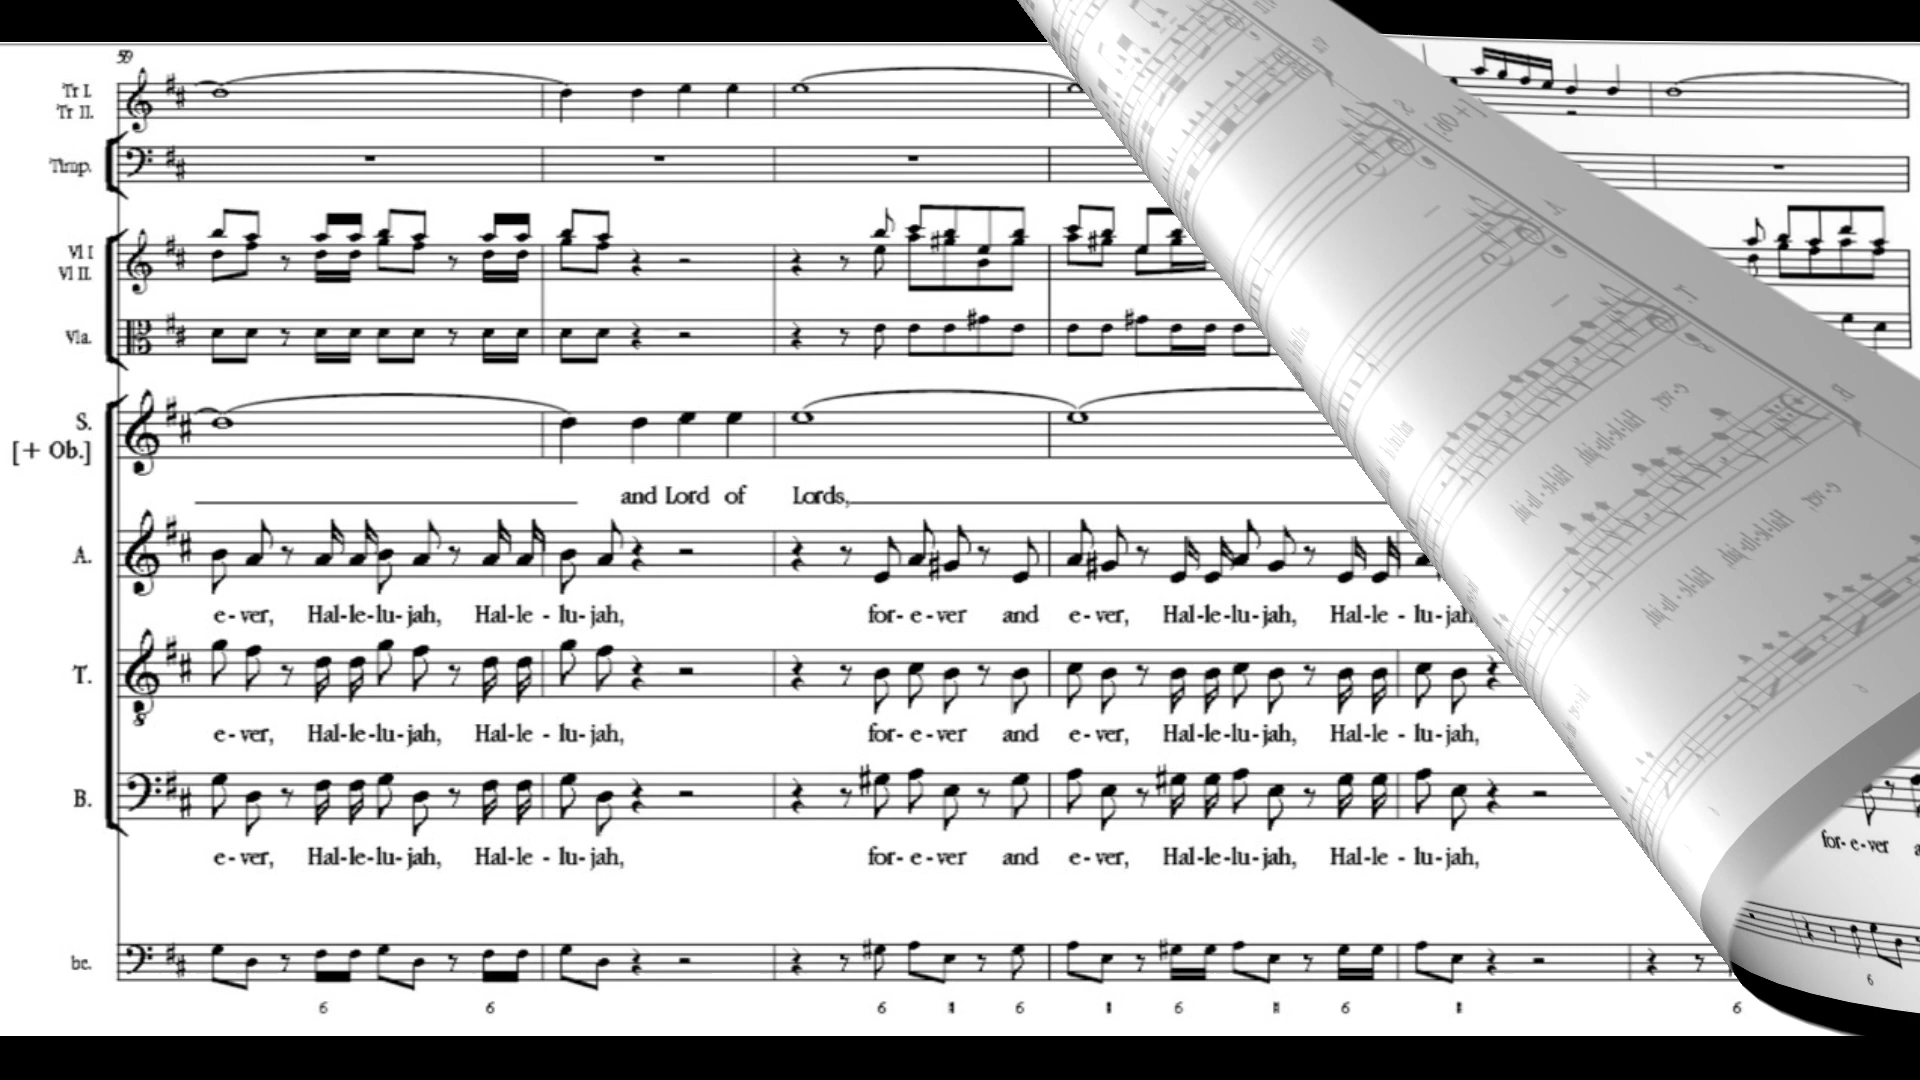 59
Tr I.
Tr II.
Timp.
Vl I
Vl II.
Vla.
S.
[+ Ob.]
and Lord of Lords,
A.
e - ver, Hal-le-lu-jah, Hal-le - lu-jah, for- e - ver and e - ver, Hal-le-lu-jah, Hal-le - lu-jah,
T.
8
e - ver, Hal-le-lu-jah, Hal-le - lu-jah, for- e - ver and e - ver, Hal-le-lu-jah, Hal-le - lu-jah,
B.
e - ver, Hal-le-lu-jah, Hal-le - lu-jah, for- e - ver and e - ver, Hal-le-lu-jah, Hal-le - lu-jah,
for- e - ver
bc.
6 6 6 6 6 6 6 6